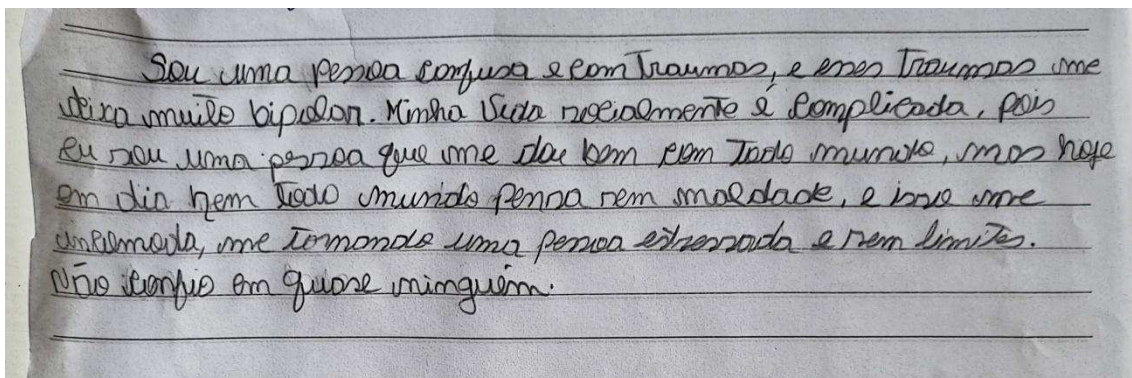 Sou uma pessoa confusa e com Traumas, e esses Traumas me
deixa muito bipolar. Minha vida socialmente é complicada, pois
eu sou uma pessoa que me dou bem com Todo mundo, mas hoje
em dia nem Todo mundo pensa sem maldade, e isso me
incomoda, me Tornando uma pessoa estressada e sem limites.
Não confio em quase ninguém.